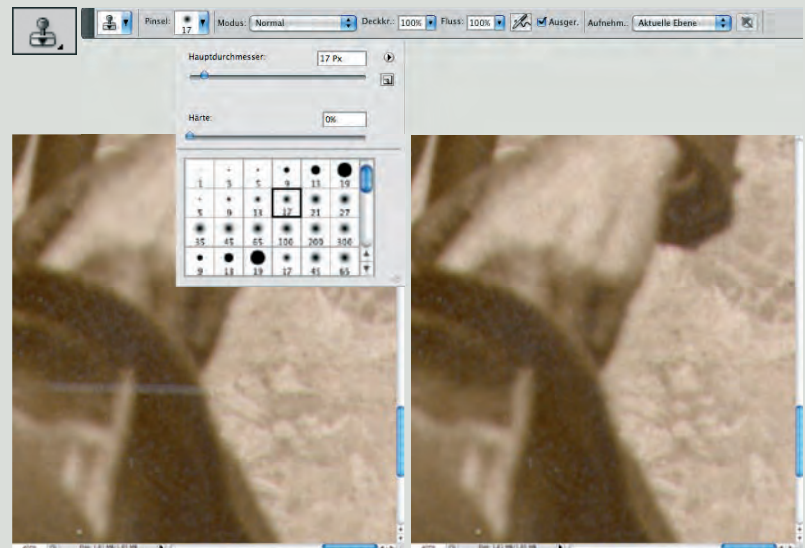 Pinsel: 17 Modus: Normal Deckkr.: 100% Fluss: 100% Ausger. Aufnehm.: Aktuelle Ebene
Hauptdurchmesser: 17 Px
Härte: 0%
1 3 5 9 13 19
5 9 13 17 21 27
35 45 65 100 200 300
9 13 19 17 45 65